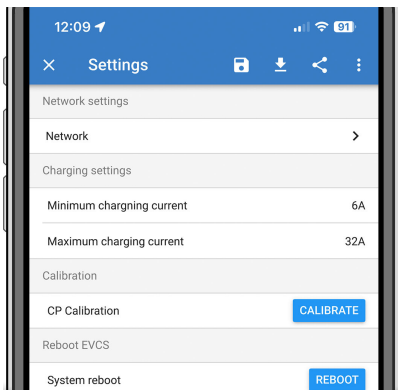 12:09
91
Settings
Network settings
Network
Charging settings
Minimum chargning current 6A
Maximum charging current 32A
Calibration
CP Calibration CALIBRATE
Reboot EVCS
System reboot REBOOT